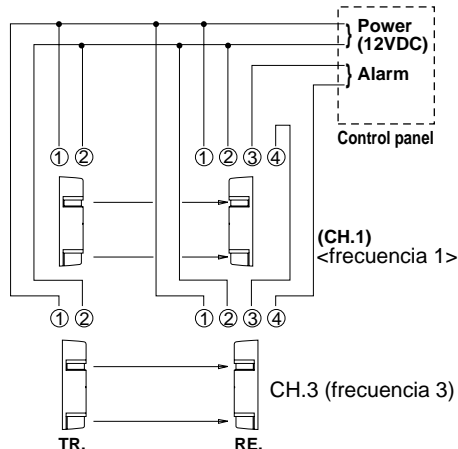 Power
(12VDC)
Alarm
Control panel
① ② ① ② ③ ④
(CH.1)
<frecuencia 1>
① ② ① ② ③ ④
CH.3 (frecuencia 3)
TR. RE.